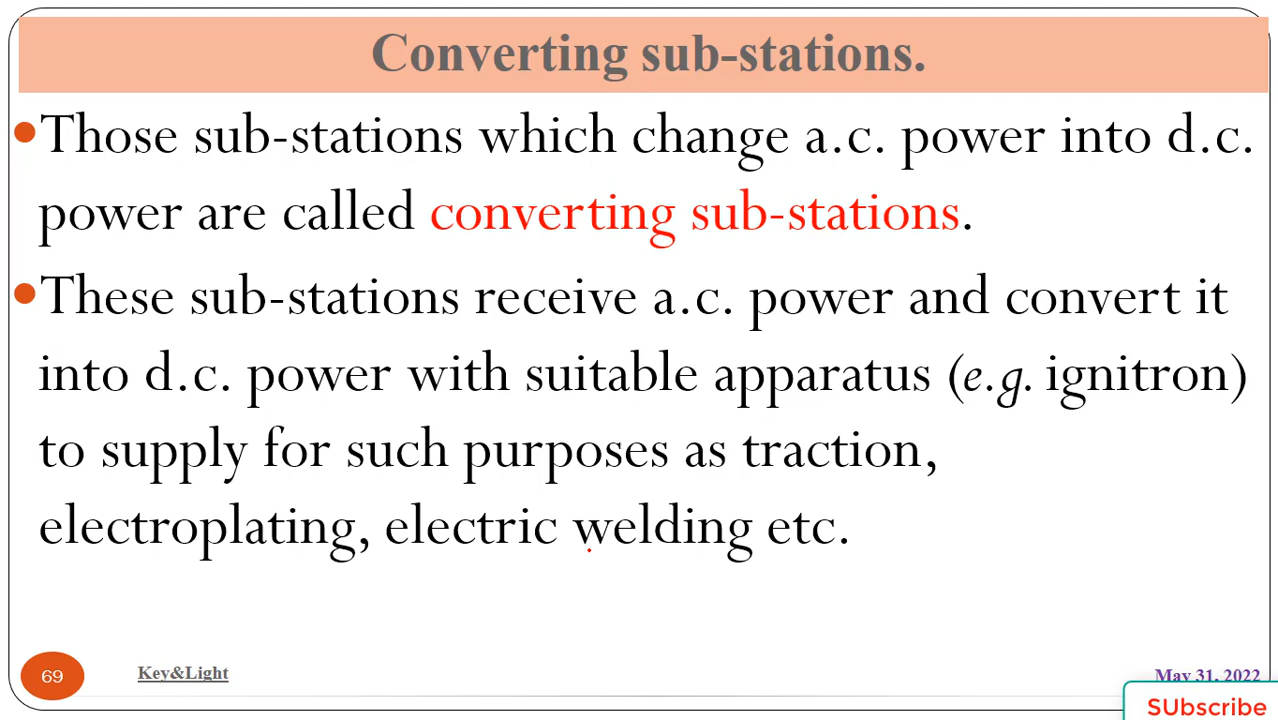 Converting sub-stations.
•Those sub-stations which change a.c. power into d.c.
power are called converting sub-stations.
•These sub-stations receive a.c. power and convert it
into d.c. power with suitable apparatus (e.g. ignitron)
to supply for such purposes as traction,
electroplating, electric welding etc.
69
Key&Light
May 31, 2022
SUbscribe